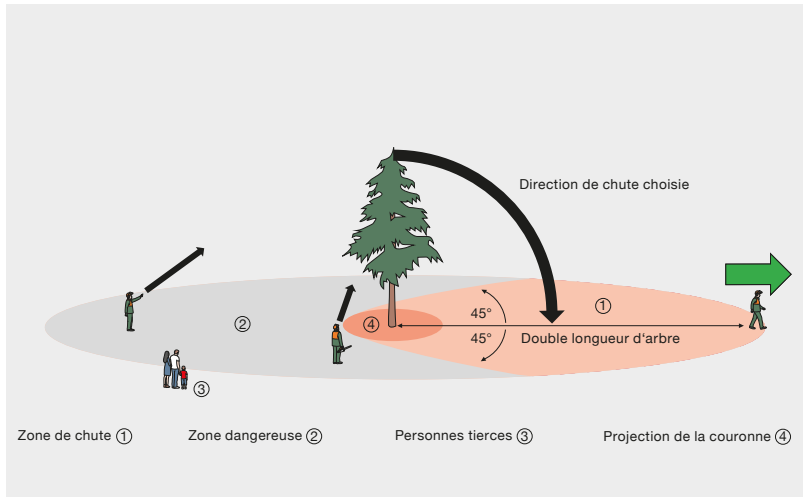 Direction de chute choisie
①
45°
②
④
45°
Double longueur d'arbre
③
Zone de chute ①
Zone dangereuse ②
Personnes tierces ③
Projection de la couronne ④